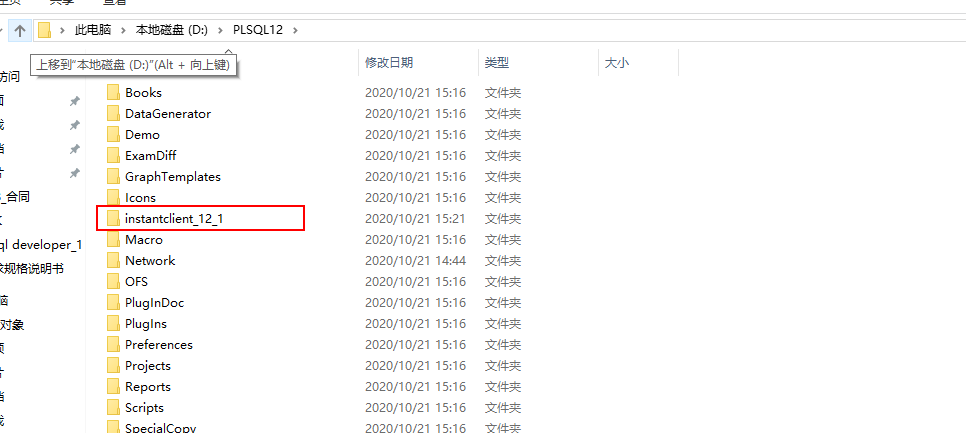 共享 查看
此电脑 本地磁盘 (D:) PLSQL12
上移到"本地磁盘 (D:)"(Alt + 向上键)
修改日期 类型 大小
访问
Books 2020/10/21 15:16 文件夹
DataGenerator 2020/10/21 15:16 文件夹
Demo 2020/10/21 15:16 文件夹
ExamDiff 2020/10/21 15:16 文件夹
GraphTemplates 2020/10/21 15:16 文件夹
_合同
Icons 2020/10/21 15:16 文件夹
instantclient_12_1 2020/10/21 15:21 文件夹
ql developer_1
Macro 2020/10/21 15:16 文件夹
求规格说明书
Network 2020/10/21 14:44 文件夹
OFS 2020/10/21 15:16 文件夹
脑
PlugInDoc 2020/10/21 15:16 文件夹
对象
PlugIns 2020/10/21 15:16 文件夹
Preferences 2020/10/21 15:16 文件夹
Projects 2020/10/21 15:16 文件夹
Reports 2020/10/21 15:16 文件夹
Scripts 2020/10/21 15:16 文件夹
SpecialCopy 2020/10/21 15:16 文件夹